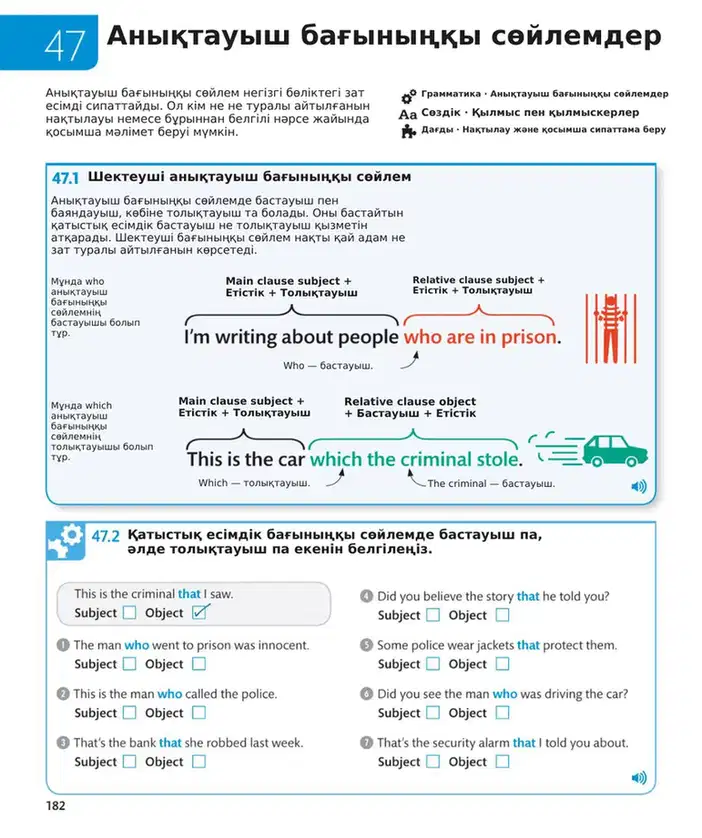 47
Анықтауыш бағыныңқы сөйлемдер
Анықтауыш бағыныңқы сөйлем негізгі бөліктегі зат
есімді сипаттайды. Ол кім не не туралы айтылғанын
нақтылауы немесе бұрыннан белгілі нәрсе жайында
қосымша мәлімет беруі мүмкін.
Грамматика · Анықтауыш бағыныңқы сөйлемдер
Aa Сөздік · Қылмыс пен қылмыскерлер
Дағды · Нақтылау және қосымша сипаттама беру
47.1 Шектеуші анықтауыш бағыныңқы сөйлем
Анықтауыш бағыныңқы сөйлемде бастауыш пен
баяндауыш, көбіне толықтауыш та болады. Оны бастайтын
қатыстық есімдік бастауыш не толықтауыш қызметін
атқарады. Шектеуші бағыныңқы сөйлем нақты қай адам не
зат туралы айтылғанын көрсетеді.
Мұнда who
анықтауыш
бағыныңқы
сөйлемнің
бастауышы болып
тұр.
Main clause subject +
Етістік + Толықтауыш
Relative clause subject +
Етістік + Толықтауыш
I'm writing about people who are in prison.
Who — бастауыш.
Мұнда which
анықтауыш
бағыныңқы
сөйлемнің
толықтауышы болып
тұр.
Main clause subject +
Етістік + Толықтауыш
Relative clause object
+ Бастауыш + Етістік
This is the car which the criminal stole.
Which — толықтауыш.
The criminal — бастауыш.
47.2 Қатыстық есімдік бағыныңқы сөйлемде бастауыш па,
әлде толықтауыш па екенін белгілеңіз.
This is the criminal that I saw.
Subject Object
1 The man who went to prison was innocent.
Subject Object
2 This is the man who called the police.
Subject Object
3 That's the bank that she robbed last week.
Subject Object
4 Did you believe the story that he told you?
Subject Object
5 Some police wear jackets that protect them.
Subject Object
6 Did you see the man who was driving the car?
Subject Object
7 That's the security alarm that I told you about.
Subject Object
182